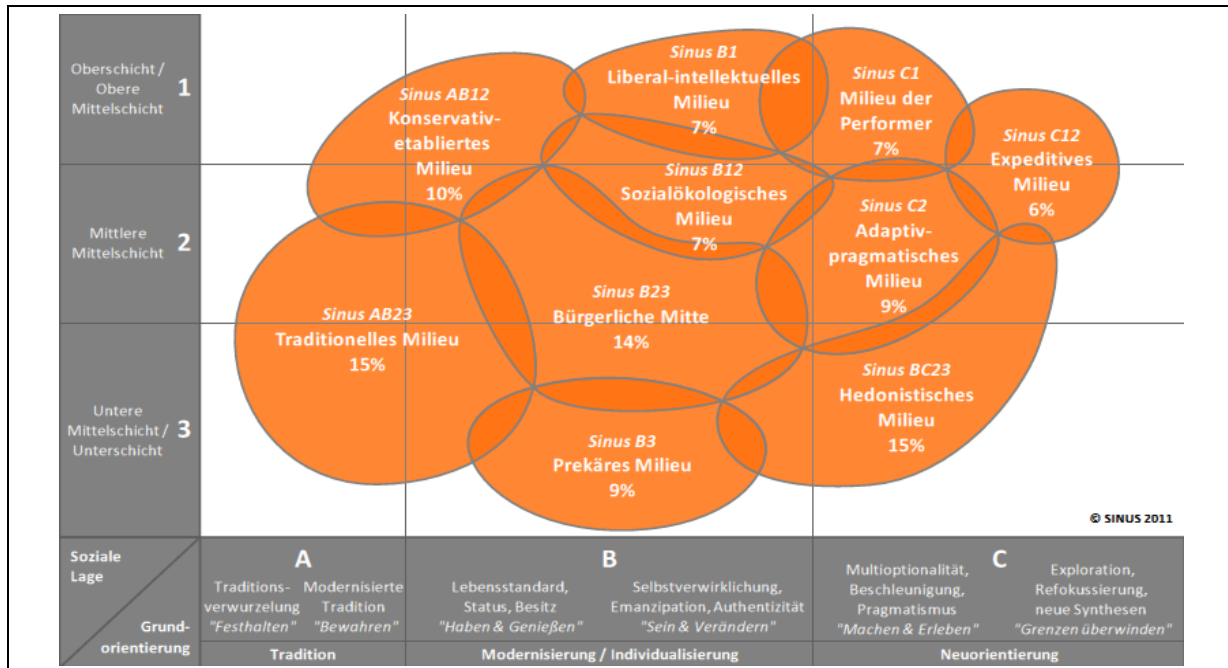 Oberschicht /
Obere
Mittelschicht
1
Mittlere
Mittelschicht
2
Untere
Mittelschicht /
Unterschicht
3
Sinus AB12
Konservativ-
etabliertes
Milieu
10%
Sinus B1
Liberal-intellektuelles
Milieu
7%
Sinus C1
Milieu der
Performer
7%
Sinus C12
Expeditives
Milieu
6%
Sinus B12
Sozialökologisches
Milieu
7%
Sinus C2
Adaptiv-
pragmatisches
Milieu
9%
Sinus AB23
Traditionelles Milieu
15%
Sinus B23
Bürgerliche Mitte
14%
Sinus BC23
Hedonistisches
Milieu
15%
Sinus B3
Prekäres Milieu
9%
© SINUS 2011
Soziale
Lage
Grund-
orientierung
A
Traditions-
verwurzelung
"Festhalten"
Modernisierte
Tradition
"Bewahren"
Tradition
B
Lebensstandard,
Status, Besitz
"Haben & Genießen"
Selbstverwirklichung,
Emanzipation, Authentizität
"Sein & Verändern"
Modernisierung / Individualisierung
C
Multioptionalität,
Beschleunigung,
Pragmatismus
"Machen & Erleben"
Exploration,
Refokussierung,
neue Synthesen
"Grenzen überwinden"
Neuorientierung